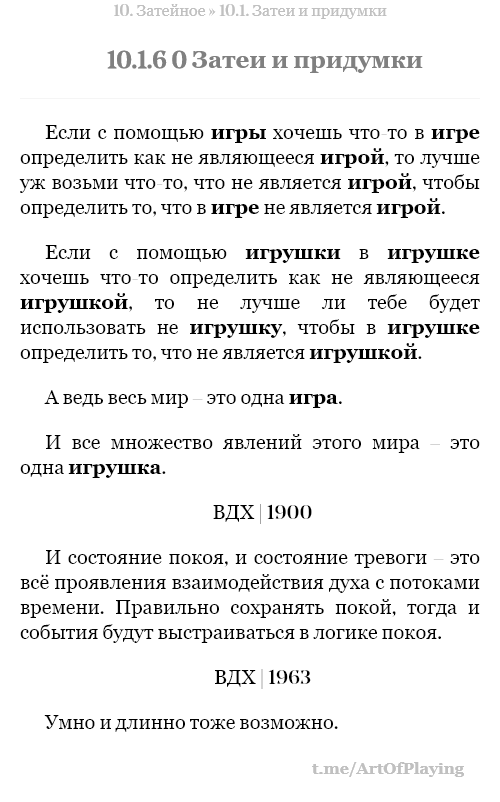 10. Затейное » 10.1. Затеи и придумки
10.1.6 0 Затеи и придумки
Если с помощью игры хочешь что-то в игре
определить как не являющееся игрой, то лучше
уж возьми что-то, что не является игрой, чтобы
определить то, что в игре не является игрой.
Если с помощью игрушки в игрушке
хочешь что-то определить как не являющееся
игрушкой, то не лучше ли тебе будет
использовать не игрушку, чтобы в игрушке
определить то, что не является игрушкой.
А ведь весь мир – это одна игра.
И все множество явлений этого мира – это
одна игрушка.
ВДХ | 1900
И состояние покоя, и состояние тревоги – это
всё проявления взаимодействия духа с потоками
времени. Правильно сохранять покой, тогда и
события будут выстраиваться в логике покоя.
ВДХ | 1963
Умно и длинно тоже возможно.
t.me/ArtOfPlaying